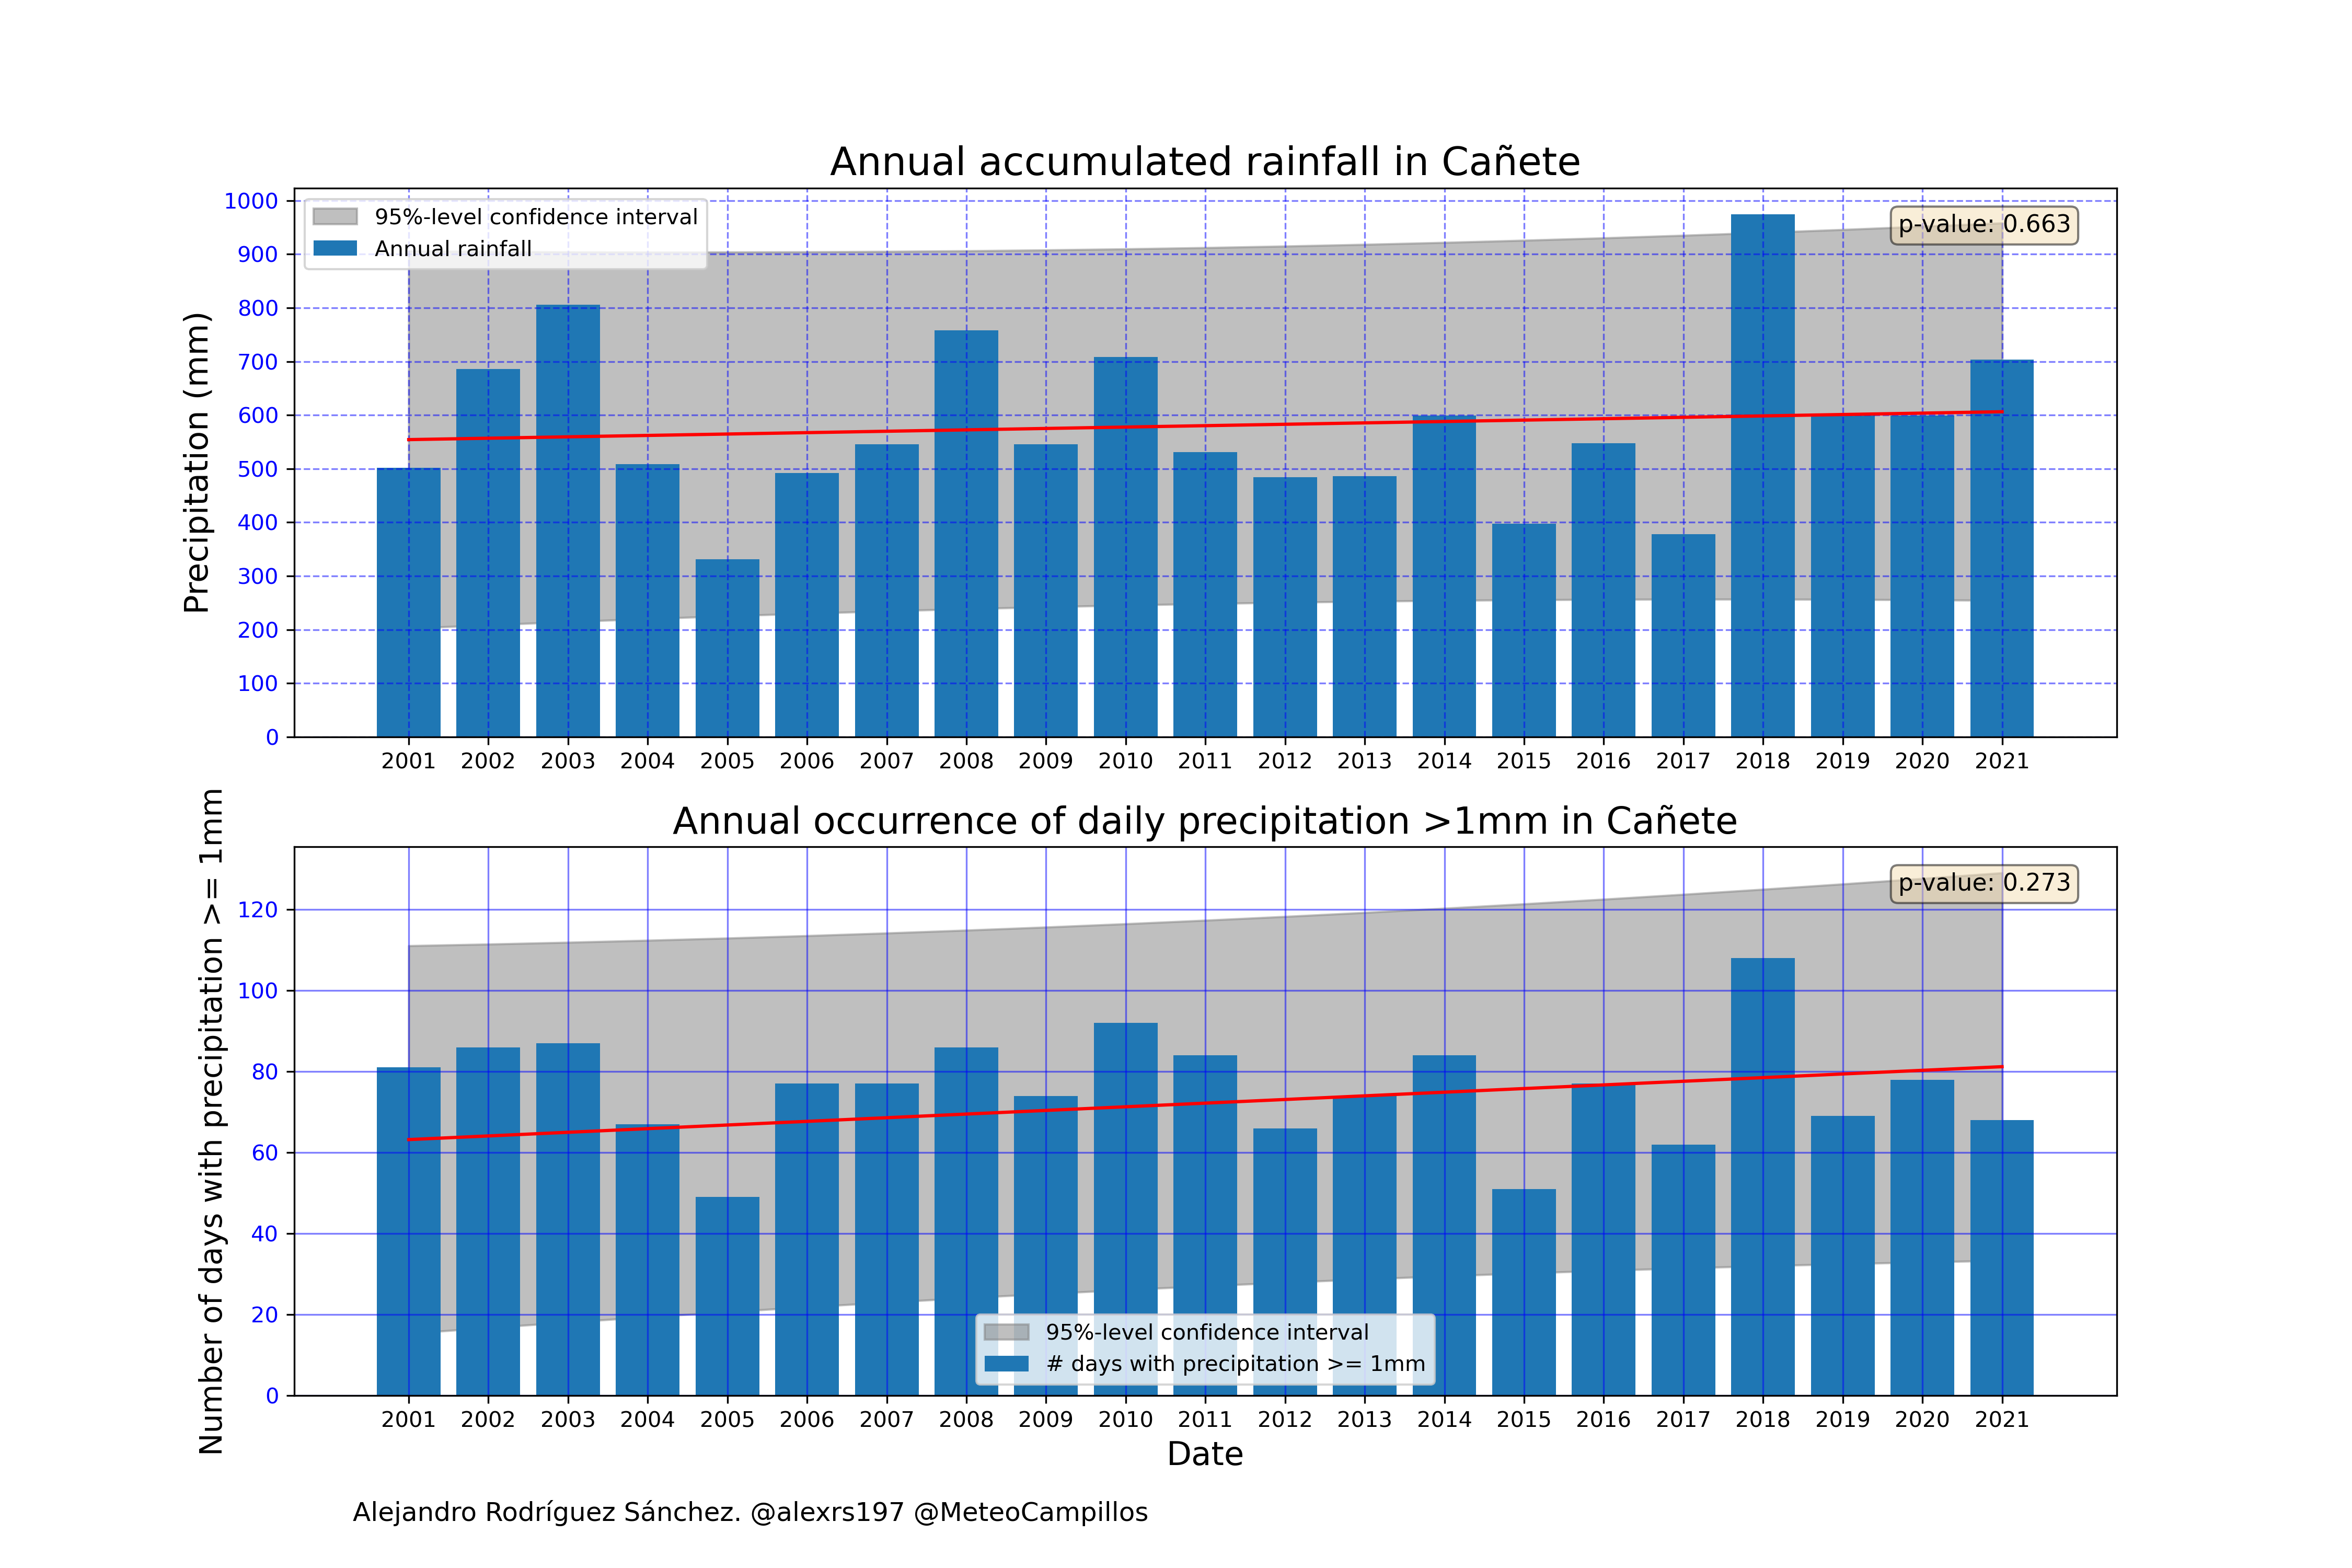 Annual accumulated rainfall in Cañete
Precipitation (mm)
1000
900
800
700
600
500
400
300
200
100
0
95%-level confidence interval
Annual rainfall
p-value: 0.663
2001 2002 2003 2004 2005 2006 2007 2008 2009 2010 2011 2012 2013 2014 2015 2016 2017 2018 2019 2020 2021
Annual occurrence of daily precipitation >1mm in Cañete
Number of days with precipitation >= 1mm
120
100
80
60
40
20
0
p-value: 0.273
95%-level confidence interval
# days with precipitation >= 1mm
2001 2002 2003 2004 2005 2006 2007 2008 2009 2010 2011 2012 2013 2014 2015 2016 2017 2018 2019 2020 2021
Date
Alejandro Rodríguez Sánchez. @alexrs197 @MeteoCampillos